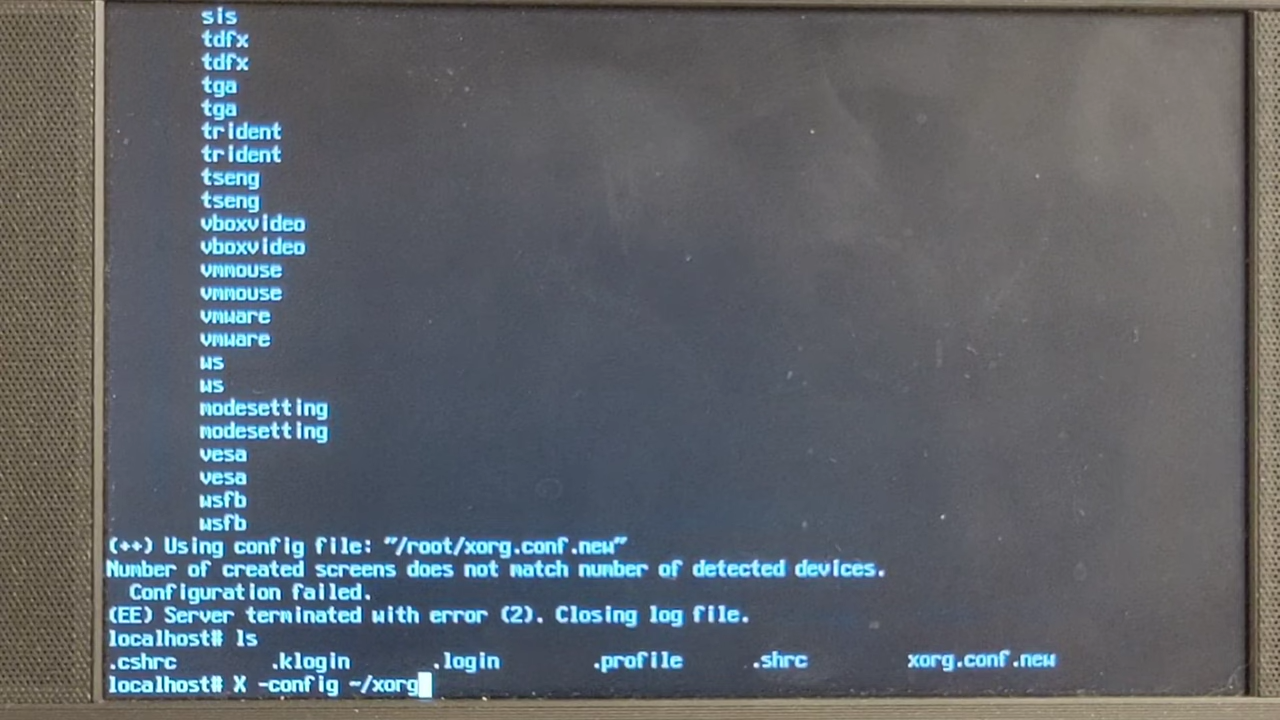 sis
tdfx
tdfx
tga
tga
trident
trident
tseng
tseng
vboxvideo
vboxvideo
vmmouse
vmmouse
vmware
vmware
ws
ws
modesetting
modesetting
vesa
vesa
wsfb
wsfb
(++) Using config file: "/root/xorg.conf.new"
Number of created screens does not match number of detected devices.
Configuration failed.
(EE) Server terminated with error (2). Closing log file.
localhost# ls
.cshrc .klogin .login .profile .shrc xorg.conf.new
localhost# X -config ~/xorg